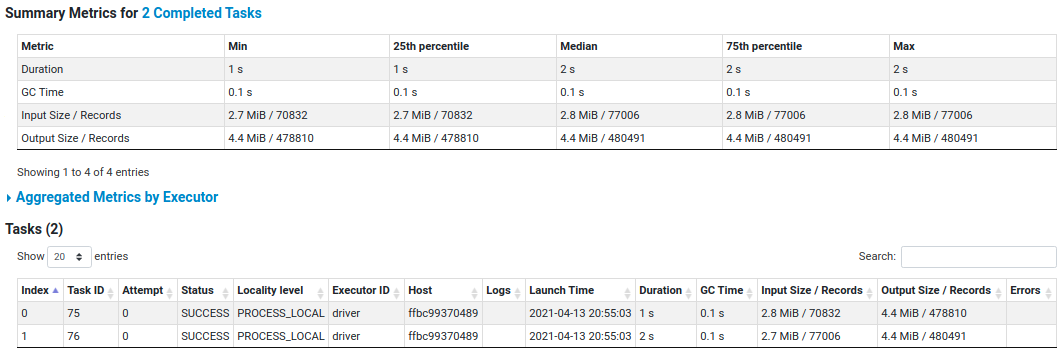 Summary Metrics for 2 Completed Tasks
Metric Min 25th percentile Median 75th percentile Max
Duration 1 s 1 s 2 s 2 s 2 s
GC Time 0.1 s 0.1 s 0.1 s 0.1 s 0.1 s
Input Size / Records 2.7 MiB / 70832 2.7 MiB / 70832 2.8 MiB / 77006 2.8 MiB / 77006 2.8 MiB / 77006
Output Size / Records 4.4 MiB / 478810 4.4 MiB / 478810 4.4 MiB / 480491 4.4 MiB / 480491 4.4 MiB / 480491
Showing 1 to 4 of 4 entries
Aggregated Metrics by Executor
Tasks (2)
Show 20 entries Search:
Index Task ID Attempt Status Locality level Executor ID Host Logs Launch Time Duration GC Time Input Size / Records Output Size / Records Errors
0 75 0 SUCCESS PROCESS_LOCAL driver ffbc99370489 2021-04-13 20:55:03 1 s 0.1 s 2.8 MiB / 70832 4.4 MiB / 478810
1 76 0 SUCCESS PROCESS_LOCAL driver ffbc99370489 2021-04-13 20:55:03 2 s 0.1 s 2.7 MiB / 77006 4.4 MiB / 480491